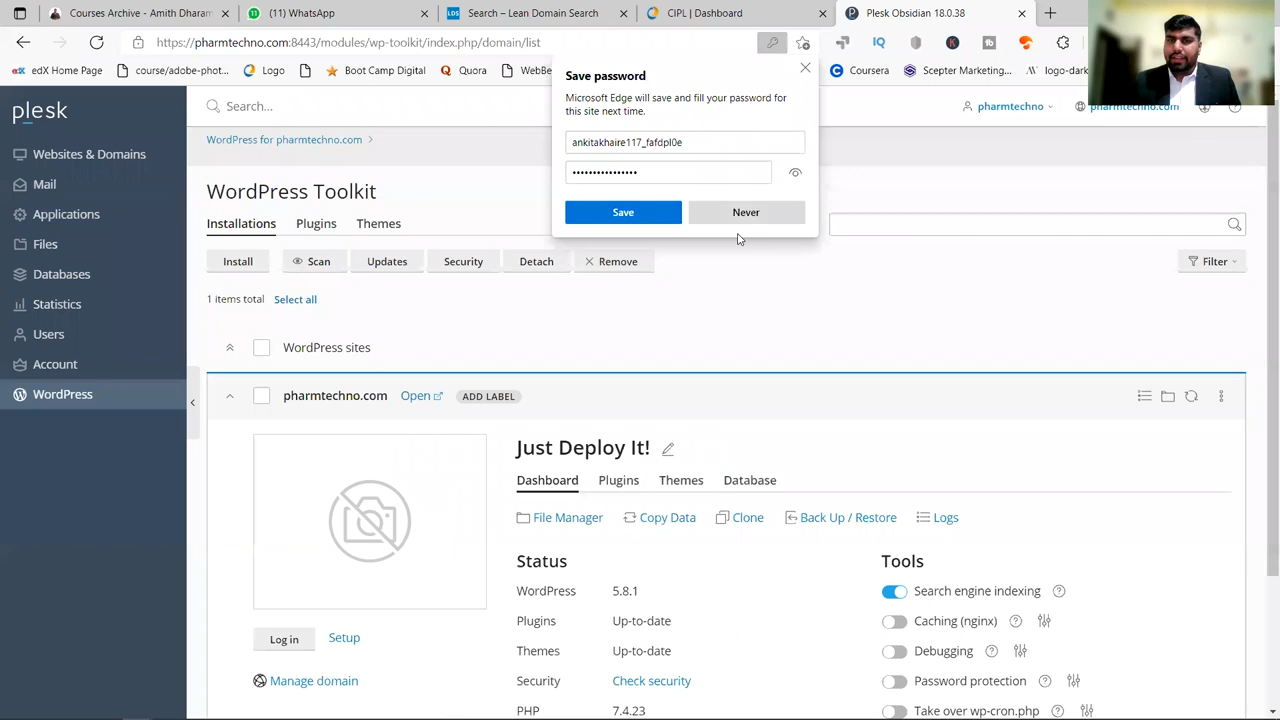 Courses Archive - Amith Dharam
(11) WhatsApp
LDS
Search – Lean Domain Search
CIPL | Dashboard
Plesk Obsidian 18.0.38
https://pharmtechno.com:8443/modules/wp-toolkit/index.php/domain/list
IQ
edX Home Page
course/adobe-phot...
Logo
Boot Camp Digital
Quora
WebBe
Coursera
Scepter Marketing...
logo-dark
plesk
Search...
pharmtechno
pharmtechno.com
Save password
Microsoft Edge will save and fill your password for
this site next time.
ankitakhaire117_fafdpl0e
••••••••••••••••
Save
Never
Websites & Domains
Mail
Applications
Files
Databases
Statistics
Users
Account
WordPress
WordPress for pharmtechno.com
WordPress Toolkit
Installations
Plugins
Themes
Install
Scan
Updates
Security
Detach
Remove
Filter
1 items total
Select all
WordPress sites
pharmtechno.com
Open
ADD LABEL
Just Deploy It!
Dashboard
Plugins
Themes
Database
File Manager
Copy Data
Clone
Back Up / Restore
Logs
Log in
Setup
Manage domain
Status
WordPress 5.8.1
Plugins Up-to-date
Themes Up-to-date
Security Check security
PHP 7.4.23
Tools
Search engine indexing
Caching (nginx)
Debugging
Password protection
Take over wp-cron.php